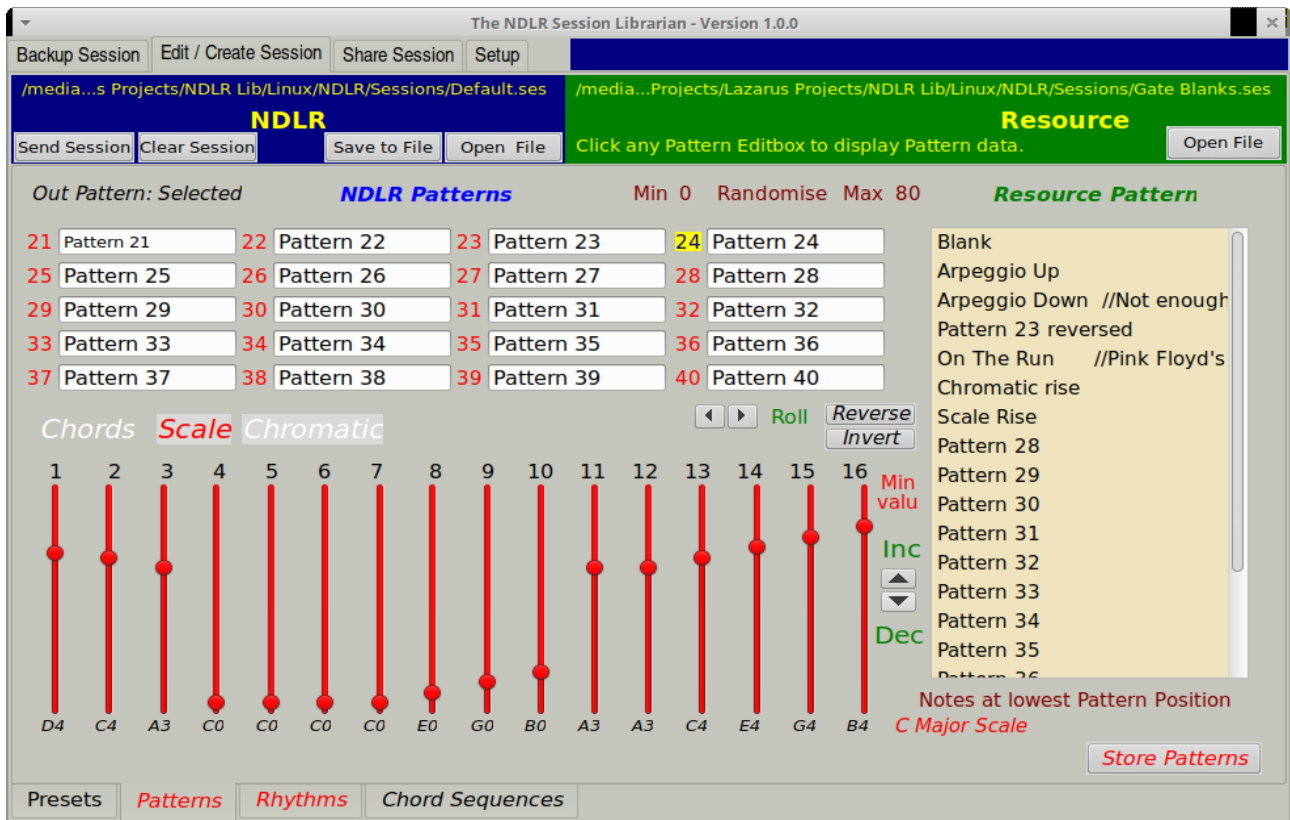 The NDLR Session Librarian - Version 1.0.0
Backup Session Edit / Create Session Share Session Setup
/media...s Projects/NDLR Lib/Linux/NDLR/Sessions/Default.ses /media...Projects/Lazarus Projects/NDLR Lib/Linux/NDLR/Sessions/Gate Blanks.ses
NDLR Resource
Send Session Clear Session Save to File Open File Click any Pattern Editbox to display Pattern data. Open File
Out Pattern: Selected NDLR Patterns Min 0 Randomise Max 80 Resource Pattern
21 Pattern 21 22 Pattern 22 23 Pattern 23 24 Pattern 24
25 Pattern 25 26 Pattern 26 27 Pattern 27 28 Pattern 28
29 Pattern 29 30 Pattern 30 31 Pattern 31 32 Pattern 32
33 Pattern 33 34 Pattern 34 35 Pattern 35 36 Pattern 36
37 Pattern 37 38 Pattern 38 39 Pattern 39 40 Pattern 40
Chords Scale Chromatic Roll Reverse
Invert
1 2 3 4 5 6 7 8 9 10 11 12 13 14 15 16
Min
valu
Inc
Dec
D4 C4 A3 C0 C0 C0 C0 E0 G0 B0 A3 A3 C4 E4 G4 B4
Blank
Arpeggio Up
Arpeggio Down //Not enough
Pattern 23 reversed
On The Run //Pink Floyd's
Chromatic rise
Scale Rise
Pattern 28
Pattern 29
Pattern 30
Pattern 31
Pattern 32
Pattern 33
Pattern 34
Pattern 35
Pattern 36
Notes at lowest Pattern Position
C Major Scale
Store Patterns
Presets Patterns Rhythms Chord Sequences